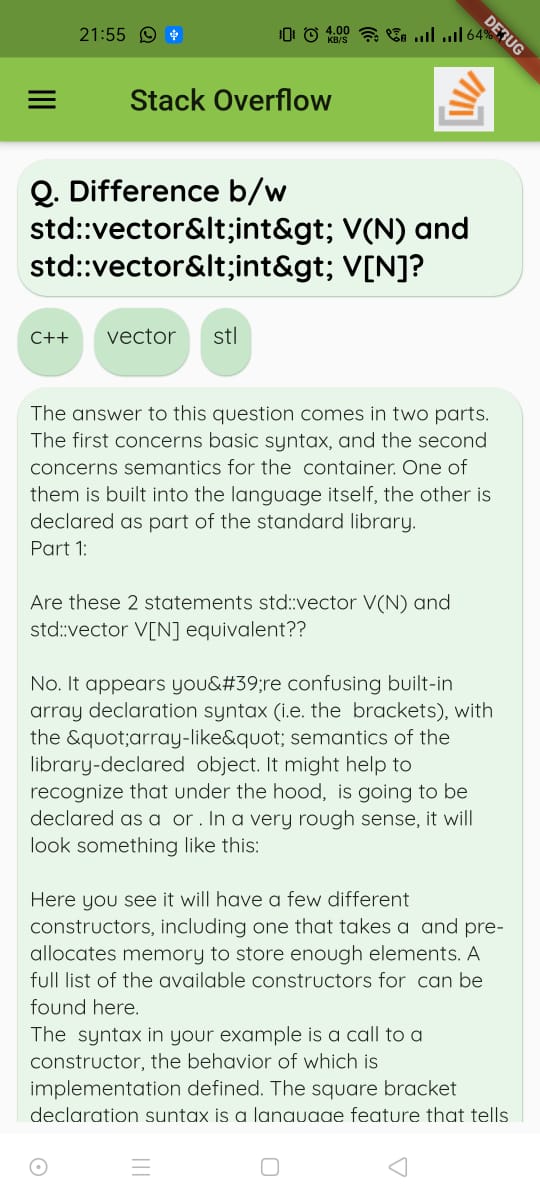 21:55
4.00 KB/S
64%
DEBUG
Stack Overflow
Q. Difference b/w
std::vector&lt;int&gt; V(N) and
std::vector&lt;int&gt; V[N]?
c++ vector stl
The answer to this question comes in two parts.
The first concerns basic syntax, and the second
concerns semantics for the  container. One of
them is built into the language itself, the other is
declared as part of the standard library.
Part 1:
Are these 2 statements std::vector V(N) and
std::vector V[N] equivalent??
No. It appears you&#39;re confusing built-in
array declaration syntax (i.e. the  brackets), with
the &quot;array-like&quot; semantics of the
library-declared  object. It might help to
recognize that under the hood,  is going to be
declared as a  or . In a very rough sense, it will
look something like this:
Here you see it will have a few different
constructors, including one that takes a  and pre-
allocates memory to store enough elements. A
full list of the available constructors for  can be
found here.
The  syntax in your example is a call to a
constructor, the behavior of which is
implementation defined. The square bracket
declaration syntax is a language feature that tells